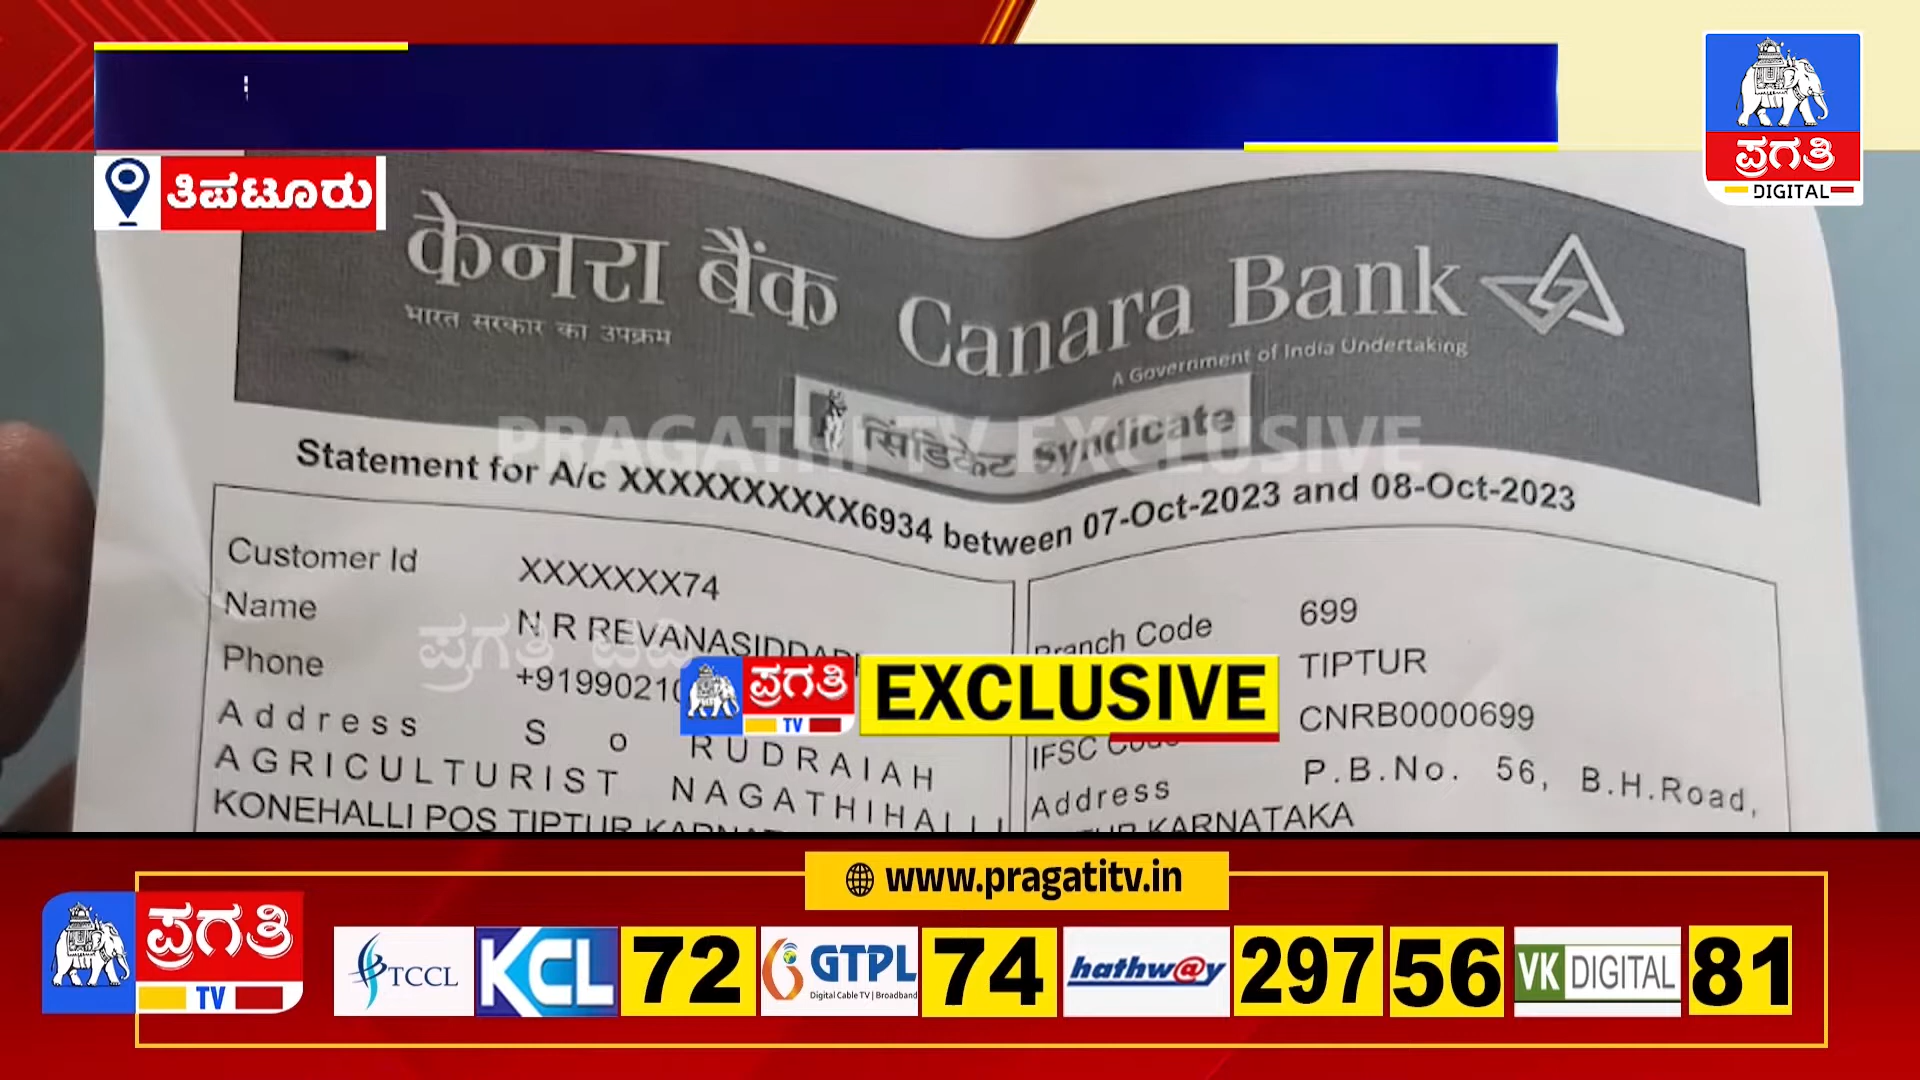 ಪ್ರಗತಿ
DIGITAL
ತಿಪಟೂರು
केनरा बैंक Canara Bank
भारत सरकार का उपक्रम
A Government of India Undertaking
सिंडिकेट Syndicate
PRAGATHI TV EXCLUSIVE
Statement for A/c XXXXXXXXXX6934 between 07-Oct-2023 and 08-Oct-2023
Customer Id XXXXXXX74
Name N R REVANASIDDAP
Phone +9199021
Address S o RUDRAIAH
AGRICULTURIST NAGATHIHALLI
KONEHALLI POS TIPTUR
Branch Code 699
TIPTUR
IFSC Code CNRB0000699
Address P.B.No. 56, B.H.Road,
KARNATAKA
ಪ್ರಗತಿ ಟಿವಿ
ಪ್ರಗತಿ
TV
EXCLUSIVE
www.pragatitv.in
ಪ್ರಗತಿ
TV
TCCL KCL 72 GTPL 74 hathw@y 297 56 VK DIGITAL 81
Digital Cable TV | Broadband